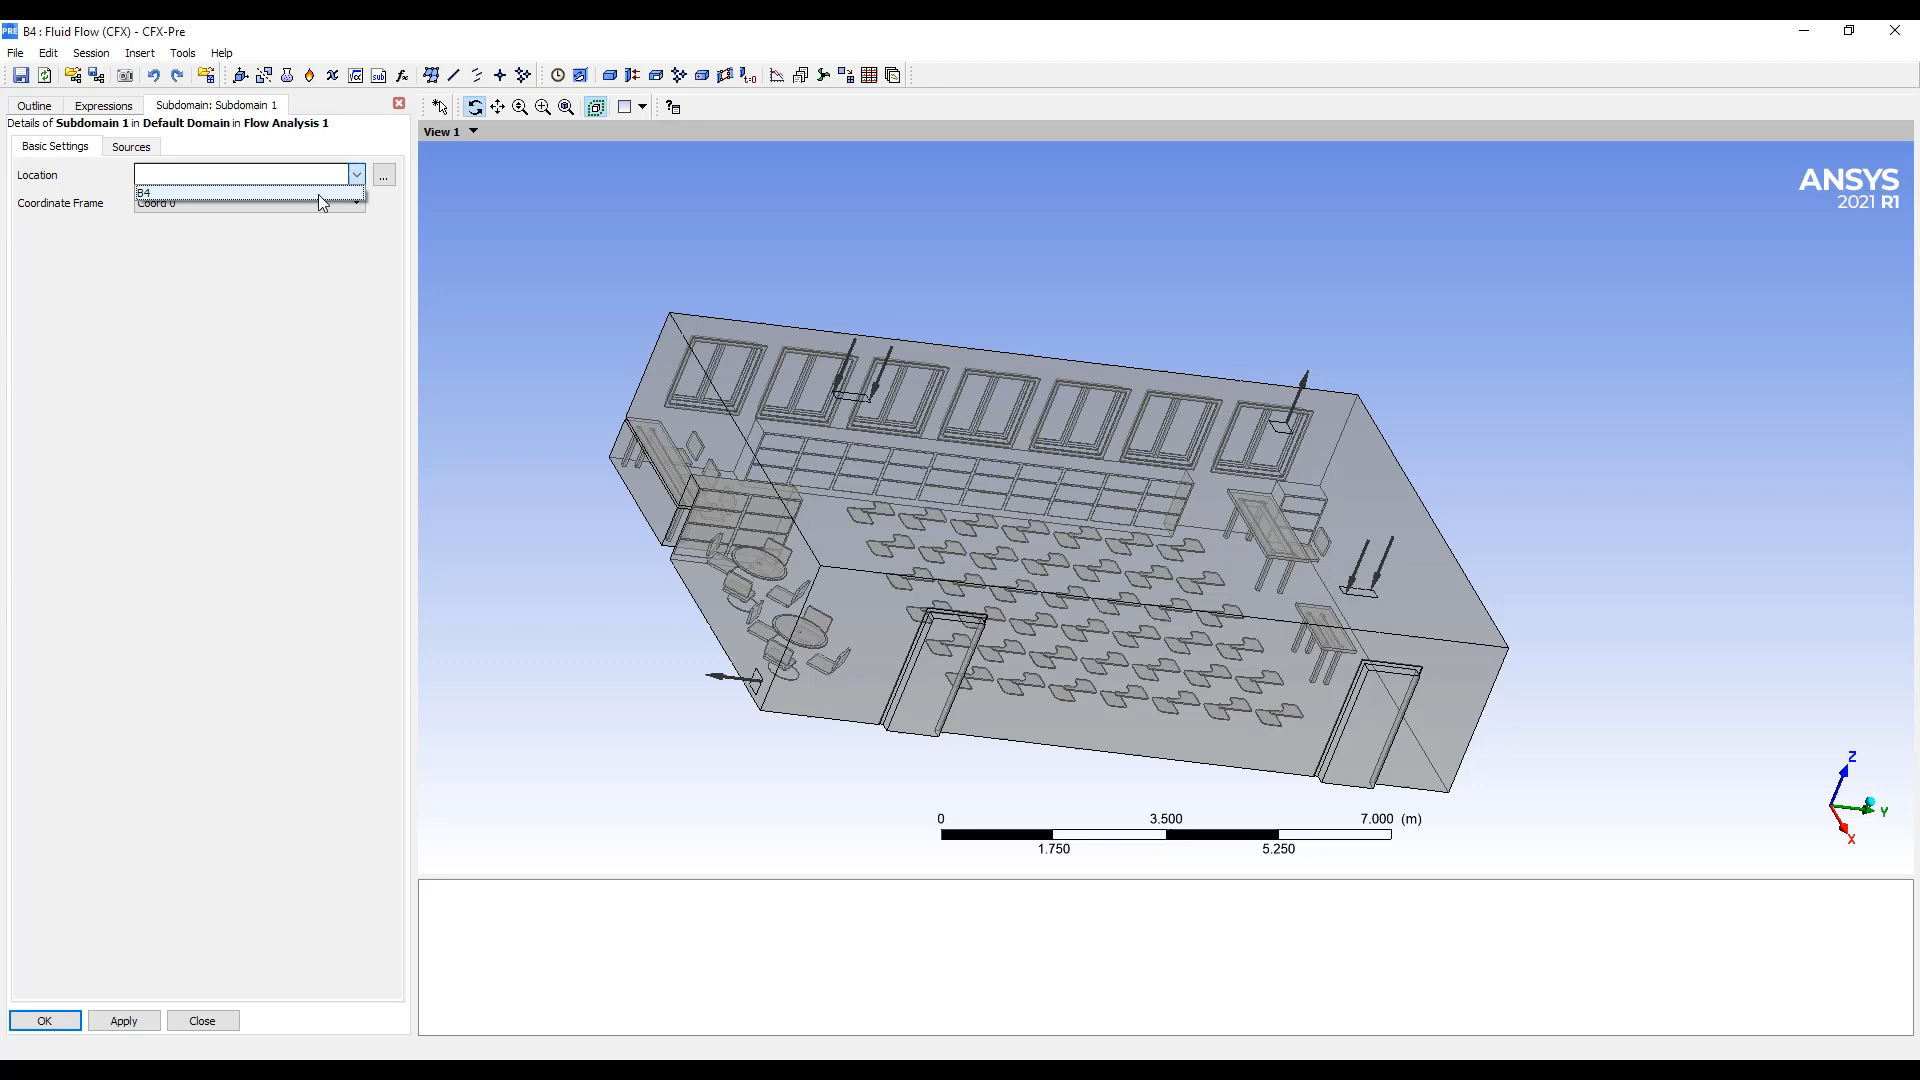 PRE B4 : Fluid Flow (CFX) - CFX-Pre
File Edit Session Insert Tools Help
Outline Expressions Subdomain: Subdomain 1
Details of Subdomain 1 in Default Domain in Flow Analysis 1
Basic Settings Sources
Location
...
B4
Coordinate Frame Coord 0
OK Apply Close
View 1
ANSYS
2021 R1
0 3.500 7.000 (m)
1.750 5.250
Z
Y
X